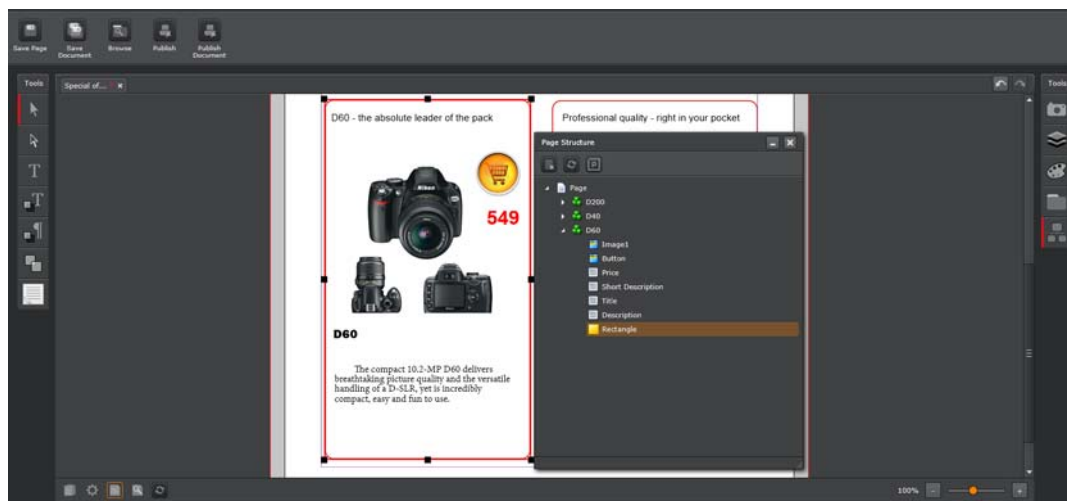 Save Page
Save
Document
Browse
Publish
Publish
Document
Tools
Special of...
Tools
D60 - the absolute leader of the pack
Professional quality - right in your pocket
Nikon
549
D60
The compact 10.2-MP D60 delivers
breathtaking picture quality and the versatile
handling of a D-SLR, yet is incredibly
compact, easy and fun to use.
Page Structure
Page
D200
D40
D60
Image1
Button
Price
Short Description
Title
Description
Rectangle
100%